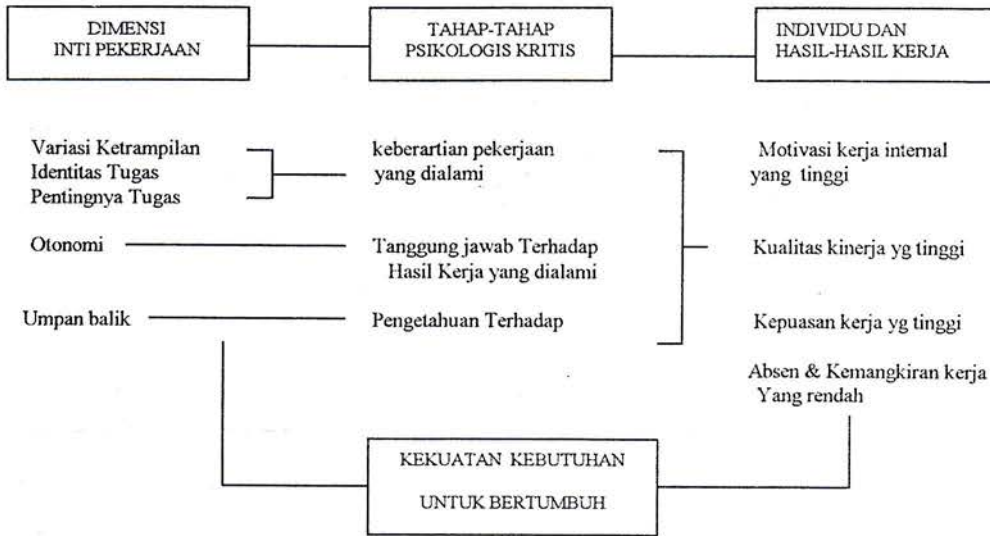 DIMENSI
INTI PEKERJAAN
TAHAP-TAHAP
PSIKOLOGIS KRITIS
INDIVIDU DAN
HASIL-HASIL KERJA
Variasi Ketrampilan
Identitas Tugas
Pentingnya Tugas
keberartian pekerjaan
yang dialami
Motivasi kerja internal
yang tinggi
Otonomi
Tanggung jawab Terhadap
Hasil Kerja yang dialami
Kualitas kinerja yg tinggi
Umpan balik
Pengetahuan Terhadap
Kepuasan kerja yg tinggi
Absen & Kemangkiran kerja
Yang rendah
KEKUATAN KEBUTUHAN
UNTUK BERTUMBUH